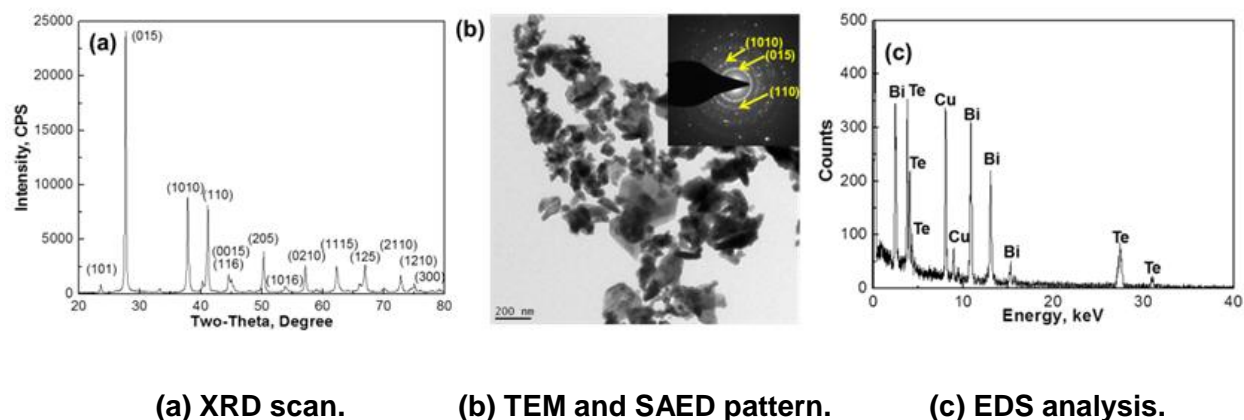 (a)
Intensity, CPS
25000
20000
15000
10000
5000
0
(015)
(1010)
(110)
(101)
(0015)
(116)
(205)
(1016)
(0210)
(1115)
(125)
(2110)
(1210)
(300)
20 30 40 50 60 70 80
Two-Theta, Degree
(b)
(1010)
(015)
(110)
200 nm
(c)
Counts
500
400
300
200
100
0
Bi
Te
Te
Te
Cu
Cu
Bi
Bi
Bi
Te
Te
0 10 20 30 40
Energy, keV
(a) XRD scan. (b) TEM and SAED pattern. (c) EDS analysis.